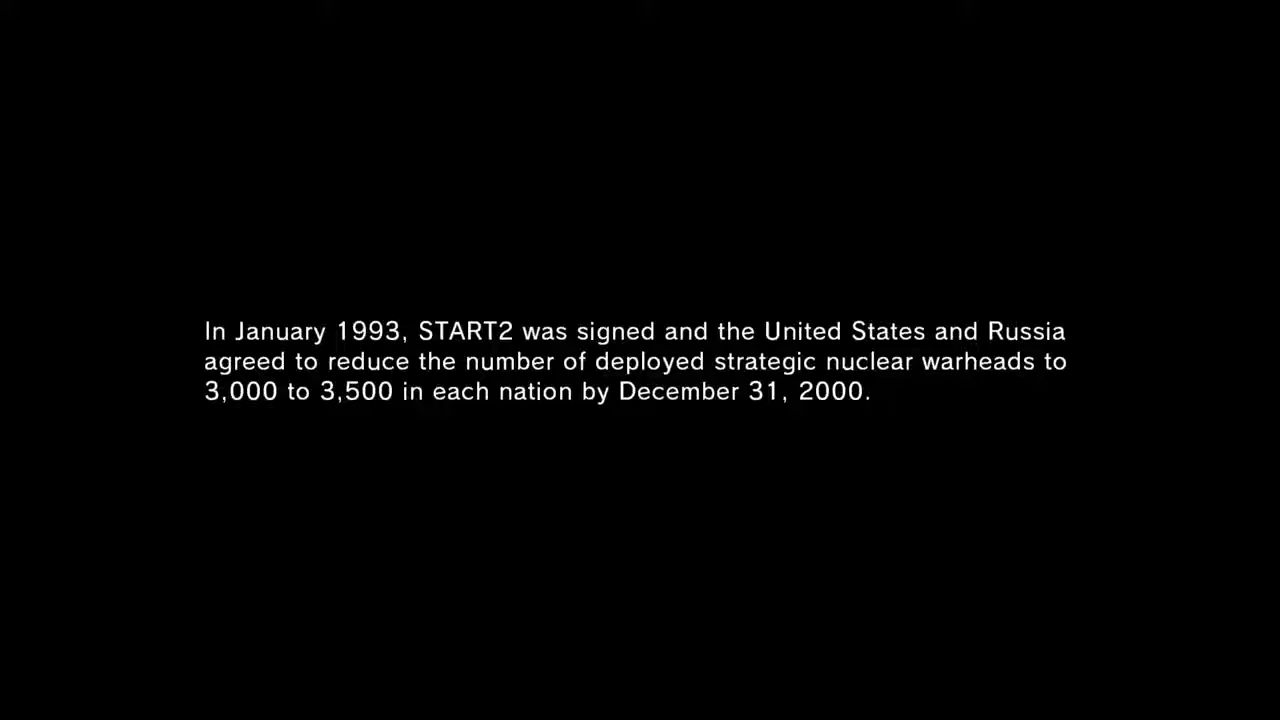 In January 1993, START2 was signed and the United States and Russia
agreed to reduce the number of deployed strategic nuclear warheads to
3,000 to 3,500 in each nation by December 31, 2000.